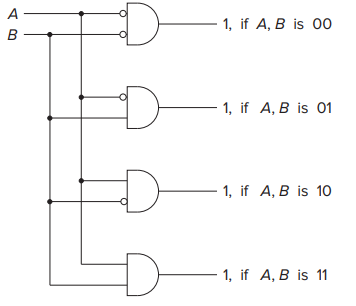 A
B
1, if A, B is 00
1, if A, B is 01
1, if A, B is 10
1, if A, B is 11